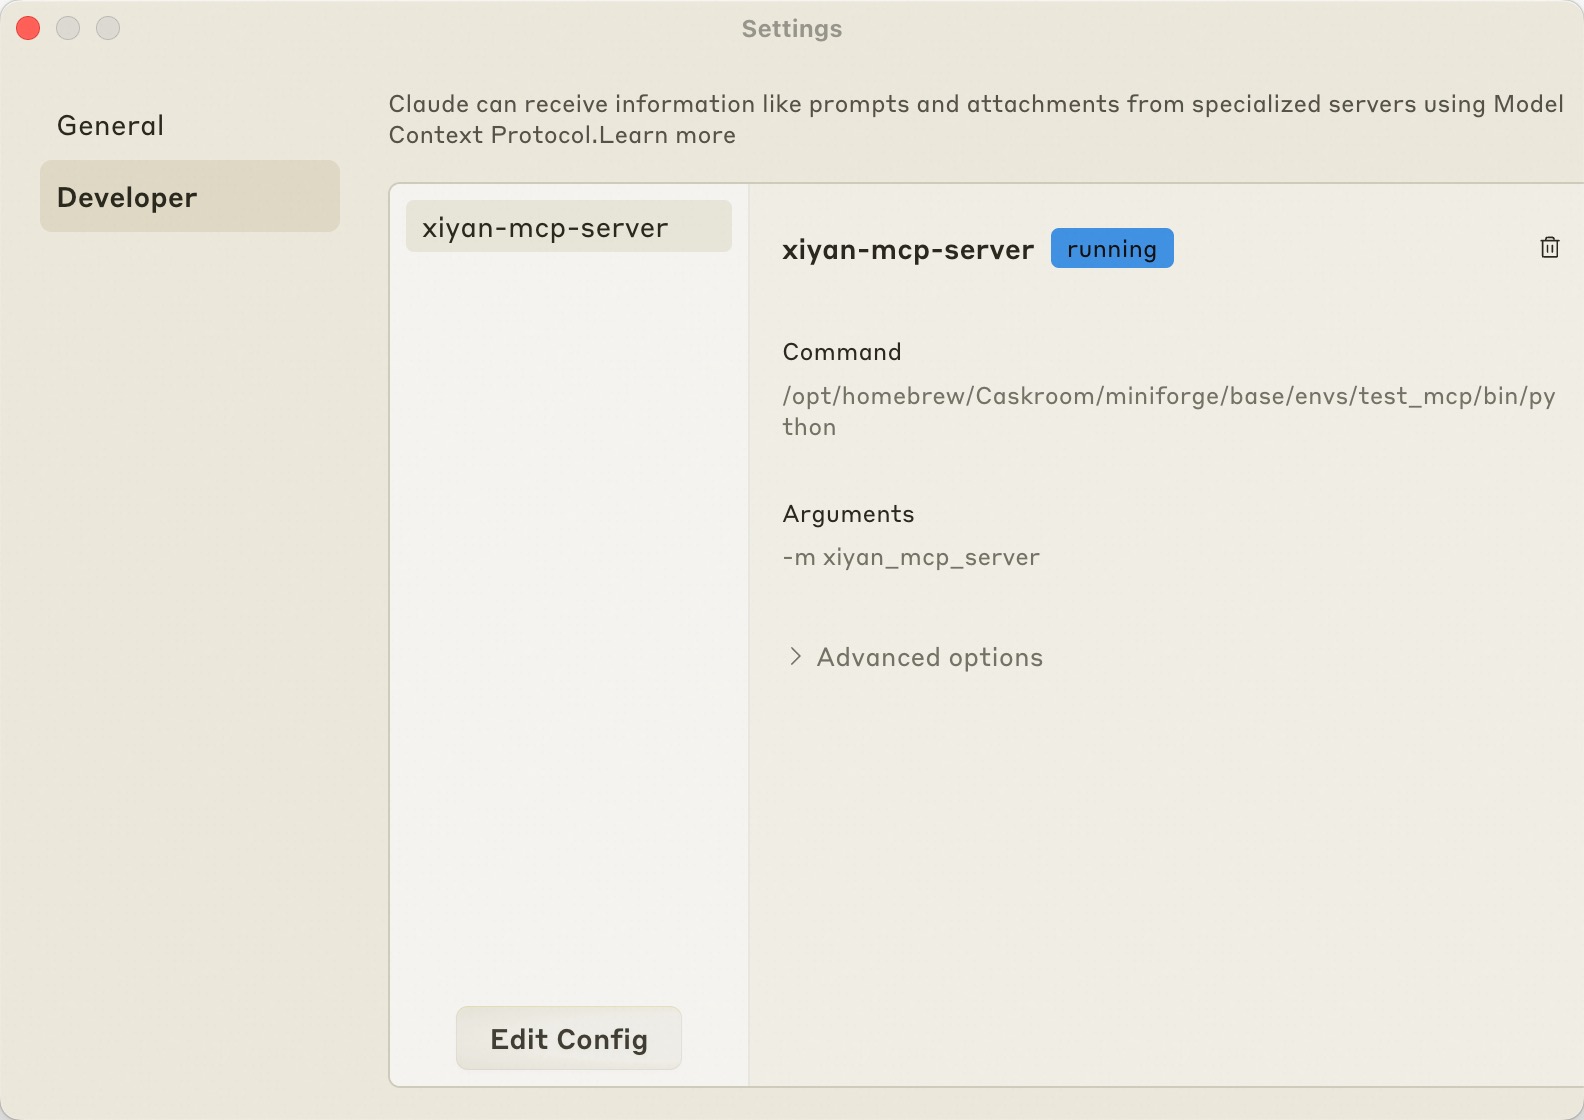 Settings
General
Developer
Claude can receive information like prompts and attachments from specialized servers using Model
Context Protocol.Learn more
xiyan-mcp-server
Edit Config
xiyan-mcp-server running
Command
/opt/homebrew/Caskroom/miniforge/base/envs/test_mcp/bin/py
thon
Arguments
-m xiyan_mcp_server
Advanced options